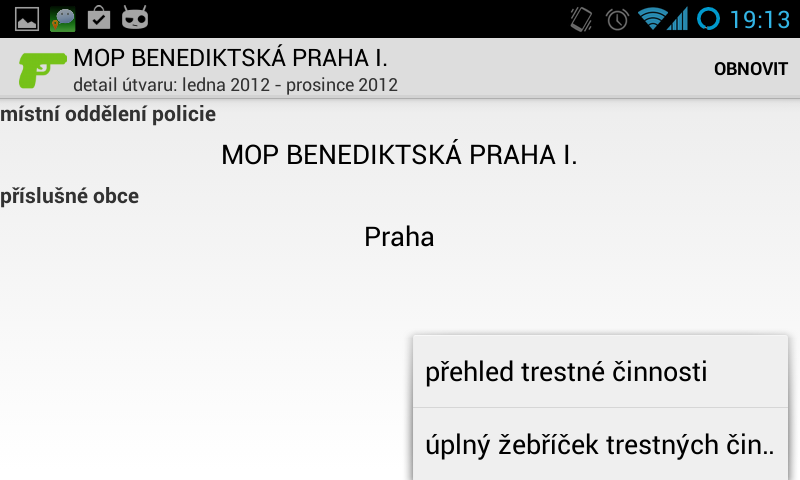 19:13
MOP BENEDIKTSKÁ PRAHA I.
detail útvaru: ledna 2012 - prosince 2012
OBNOVIT
místní oddělení policie
MOP BENEDIKTSKÁ PRAHA I.
příslušné obce
Praha
přehled trestné činnosti
úplný žebříček trestných čin..